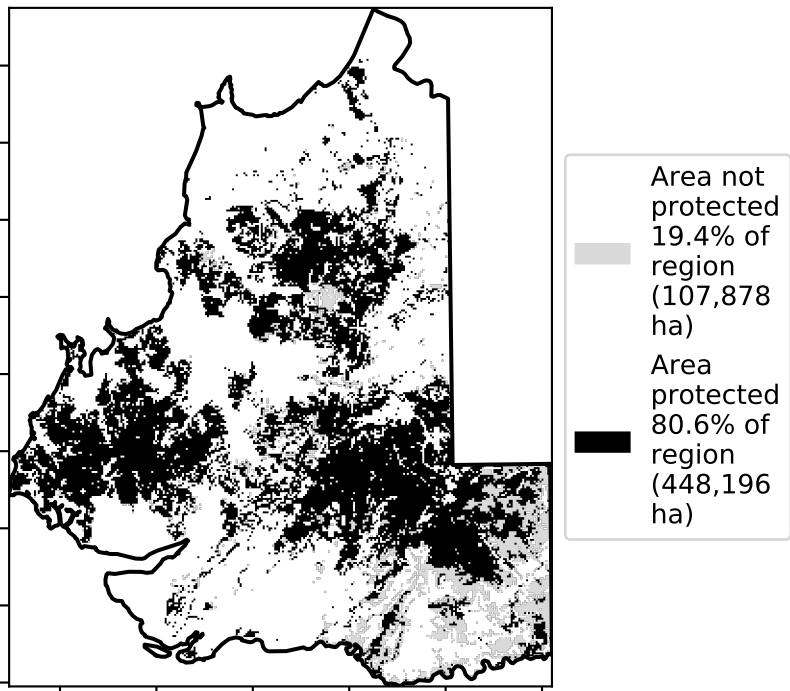 Area not
protected
19.4% of
region
(107,878
ha)
Area
protected
80.6% of
region
(448,196
ha)